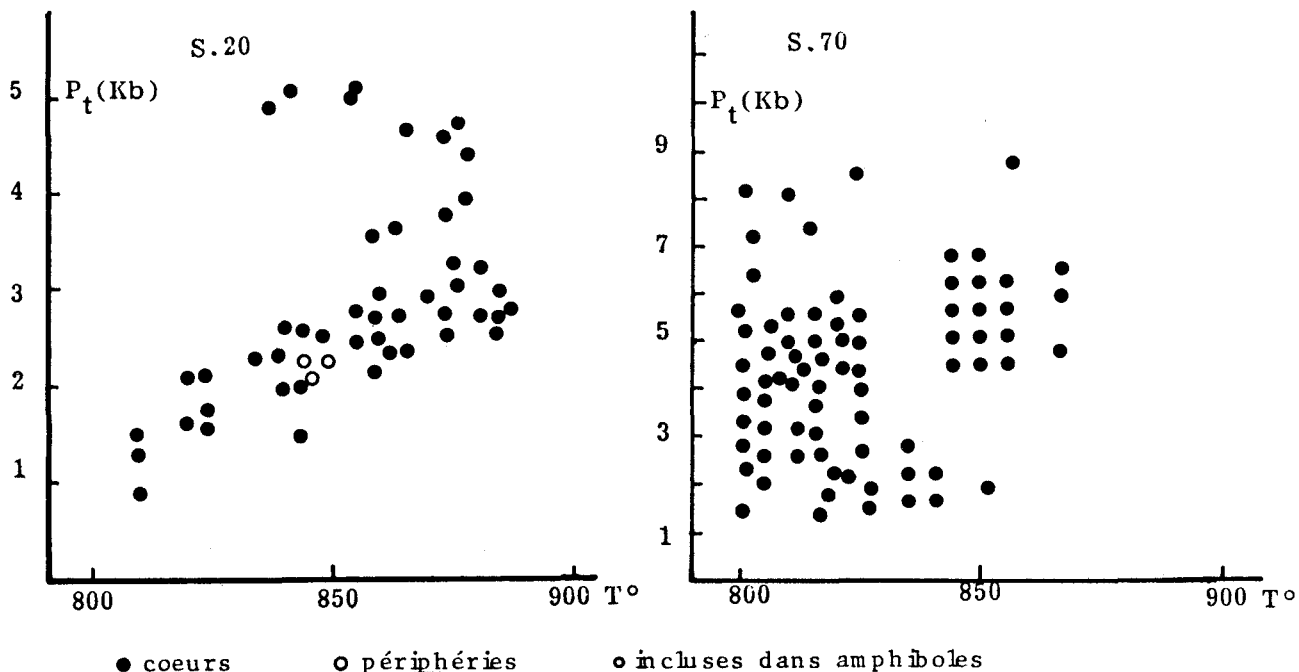 S.20
P_t(Kb)
5
4
3
2
1
800
850
900
T°
S.70
P_t(Kb)
9
7
5
3
1
800
850
900
T°
coeurs
périphéries
incluses dans amphiboles